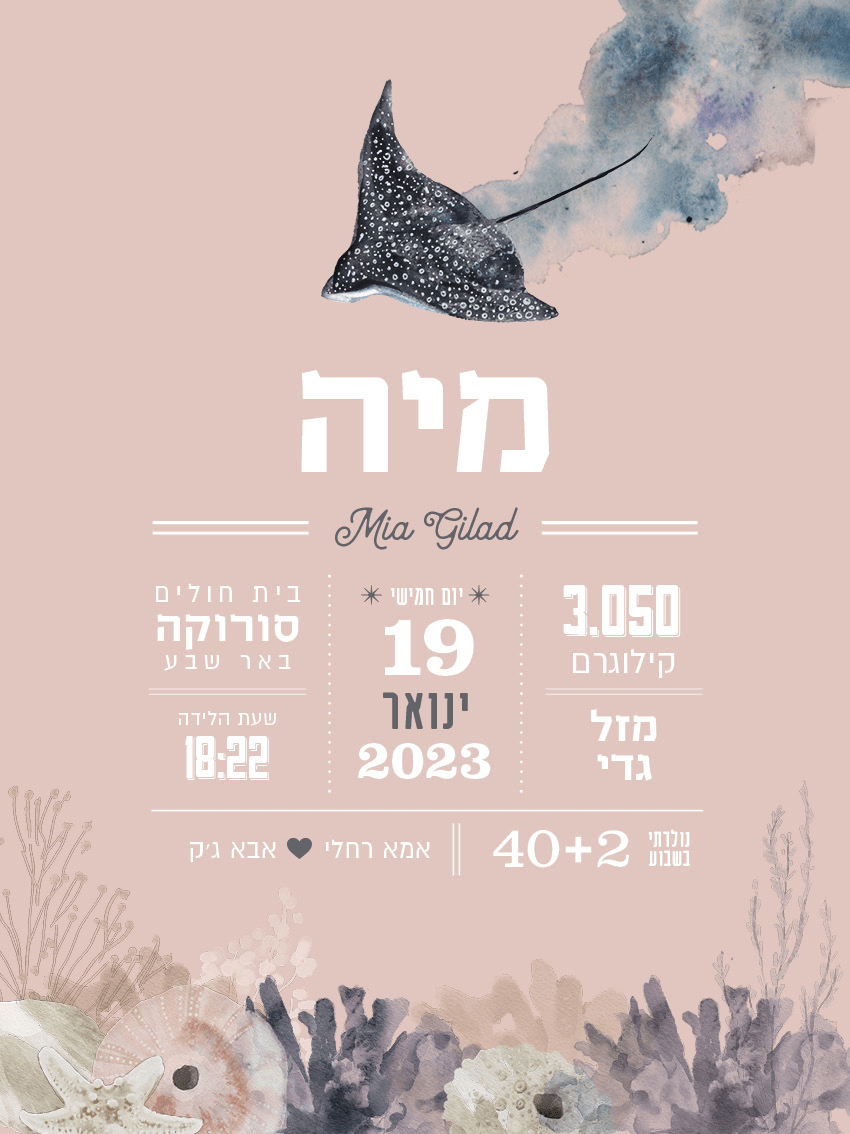 מיה
Mia Gilad
3.050
קילוגרם
מזל
גדי
יום חמישי
19
ינואר
2023
בית חולים
סורוקה
באר שבע
שעת הלידה
18:22
נולדתי
בשבוע
40+2
אמא רחלי ♥ אבא ג'ק